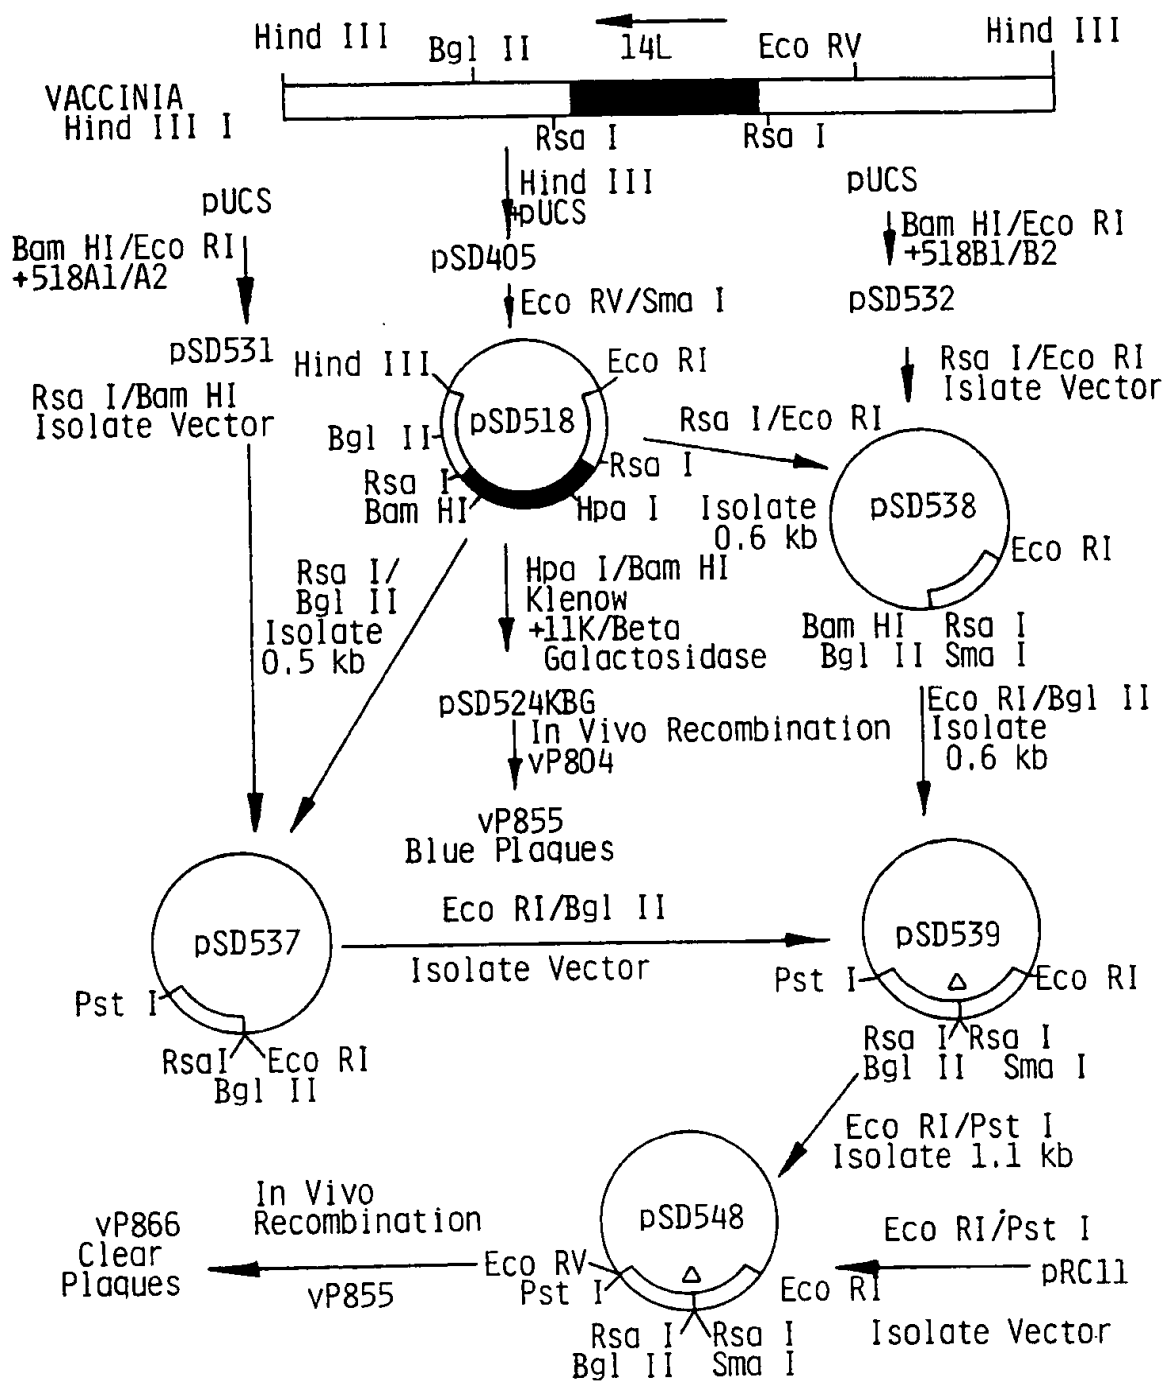 Hind III
Bgl II
14L
Eco RV
Hind III
VACCINIA
Hind III I
Rsa I
Rsa I
pUCS
Hind III
+pUCS
pUCS
Bam HI/Eco RI
+518A1/A2
pSD405
Bam HI/Eco RI
+518B1/B2
Eco RV/Sma I
pSD532
pSD531
Hind III
Eco RI
Rsa I/Eco RI
Islate Vector
Rsa I/Bam HI
Isolate Vector
pSD518
Bgl II
Rsa I/Eco RI
Rsa I
Rsa I
Bam HI
Hpa I
Isolate
0.6 kb
pSD538
Eco RI
Rsa I/
Bgl II
Isolate
0.5 kb
Hpa I/Bam HI
Klenow
+11K/Beta
Galactosidase
Bam HI Rsa I
Bgl II Sma I
pSD524KBG
In Vivo Recombination
vP804
Eco RI/Bgl II
Isolate
0.6 kb
vP855
Blue Plaques
pSD537
Eco RI/Bgl II
Isolate Vector
pSD539
Pst I
Pst I
Eco RI
RsaI
Eco RI
Bgl II
Rsa I
Rsa I
Bgl II
Sma I
Eco RI/Pst I
Isolate 1.1 kb
In Vivo
Recombination
vP866
Clear
Plaques
vP855
pSD548
Eco RV
Pst I
Eco RI
Eco RI/Pst I
pRC11
Isolate Vector
Rsa I
Rsa I
Bgl II
Sma I